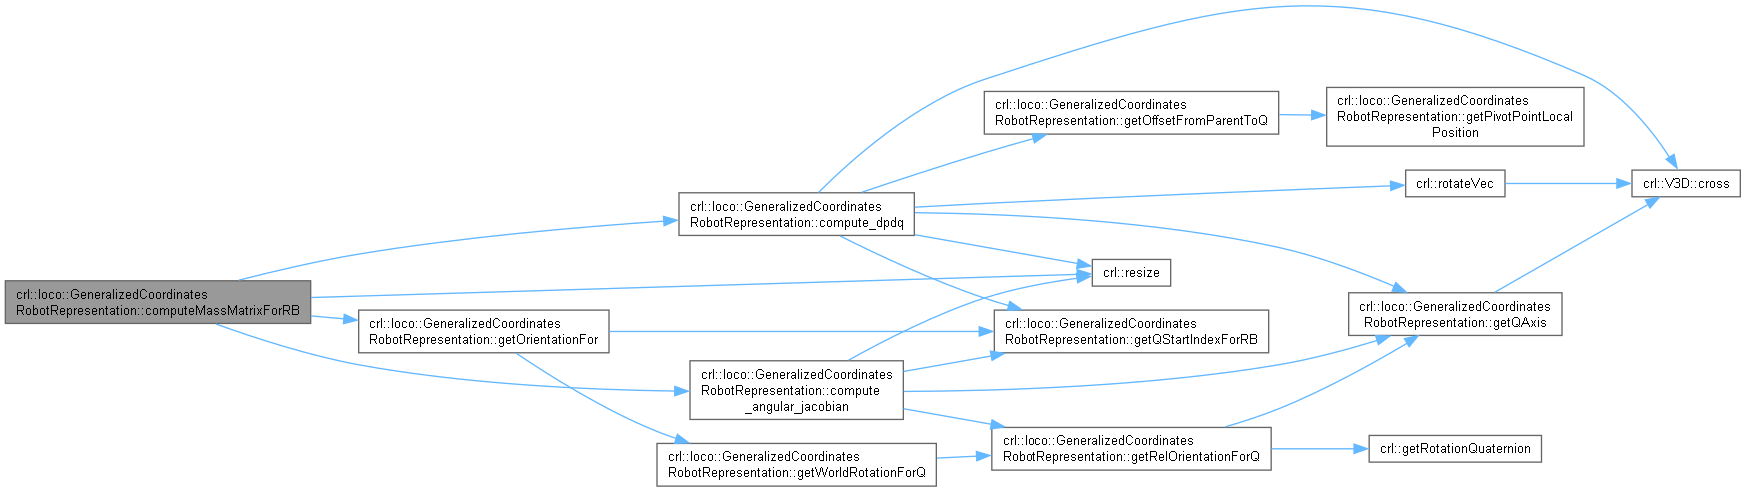 crl::loco::GeneralizedCoordinates
RobotRepresentation::computeMassMatrixForRB
crl::loco::GeneralizedCoordinates
RobotRepresentation::compute_dpdq
crl::loco::GeneralizedCoordinates
RobotRepresentation::getOffsetFromParentToQ
crl::loco::GeneralizedCoordinates
RobotRepresentation::getPivotPointLocal
Position
crl::rotateVec
crl::V3D::cross
crl::resize
crl::loco::GeneralizedCoordinates
RobotRepresentation::getOrientationFor
crl::loco::GeneralizedCoordinates
RobotRepresentation::getQStartIndexForRB
crl::loco::GeneralizedCoordinates
RobotRepresentation::getQAxis
crl::loco::GeneralizedCoordinates
RobotRepresentation::compute
_angular_jacobian
crl::loco::GeneralizedCoordinates
RobotRepresentation::getWorldRotationForQ
crl::loco::GeneralizedCoordinates
RobotRepresentation::getRelOrientationForQ
crl::getRotationQuaternion